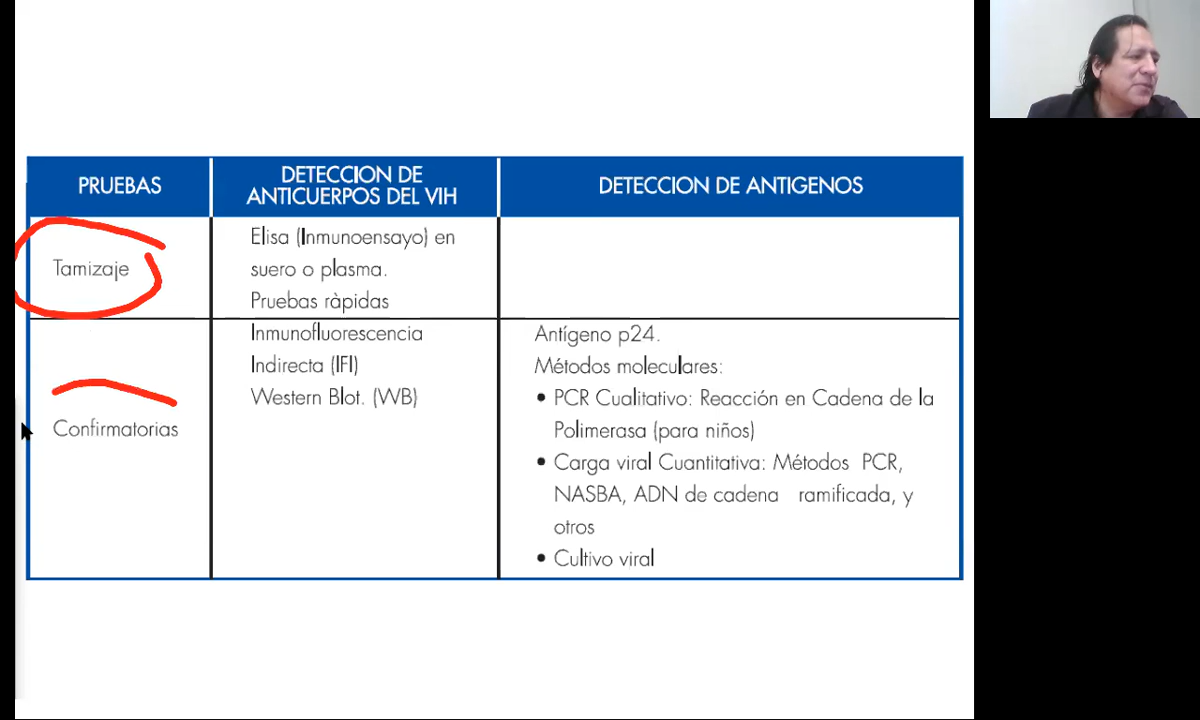 PRUEBAS
DETECCION DE
ANTICUERPOS DEL VIH
DETECCION DE ANTIGENOS
Tamizaje
Elisa (Inmunoensayo) en
suero o plasma.
Pruebas ràpidas
Confirmatorias
Inmunofluorescencia
Indirecta (IFI)
Western Blot. (WB)
Antígeno p24.
Métodos moleculares:
• PCR Cualitativo: Reacción en Cadena de la
Polimerasa (para niños)
• Carga viral Cuantitativa: Métodos PCR,
NASBA, ADN de cadena ramificada, y
otros
• Cultivo viral